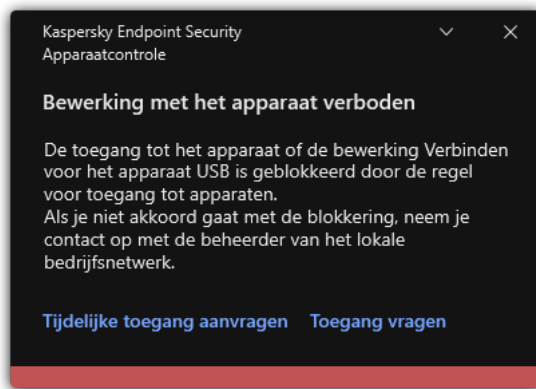 Kaspersky Endpoint Security
Apparaatcontrole
Bewerking met het apparaat verboden
De toegang tot het apparaat of de bewerking Verbinden
voor het apparaat USB is geblokkeerd door de regel
voor toegang tot apparaten.
Als je niet akkoord gaat met de blokkering, neem je
contact op met de beheerder van het lokale
bedrijfsnetwerk.
Tijdelijke toegang aanvragen Toegang vragen